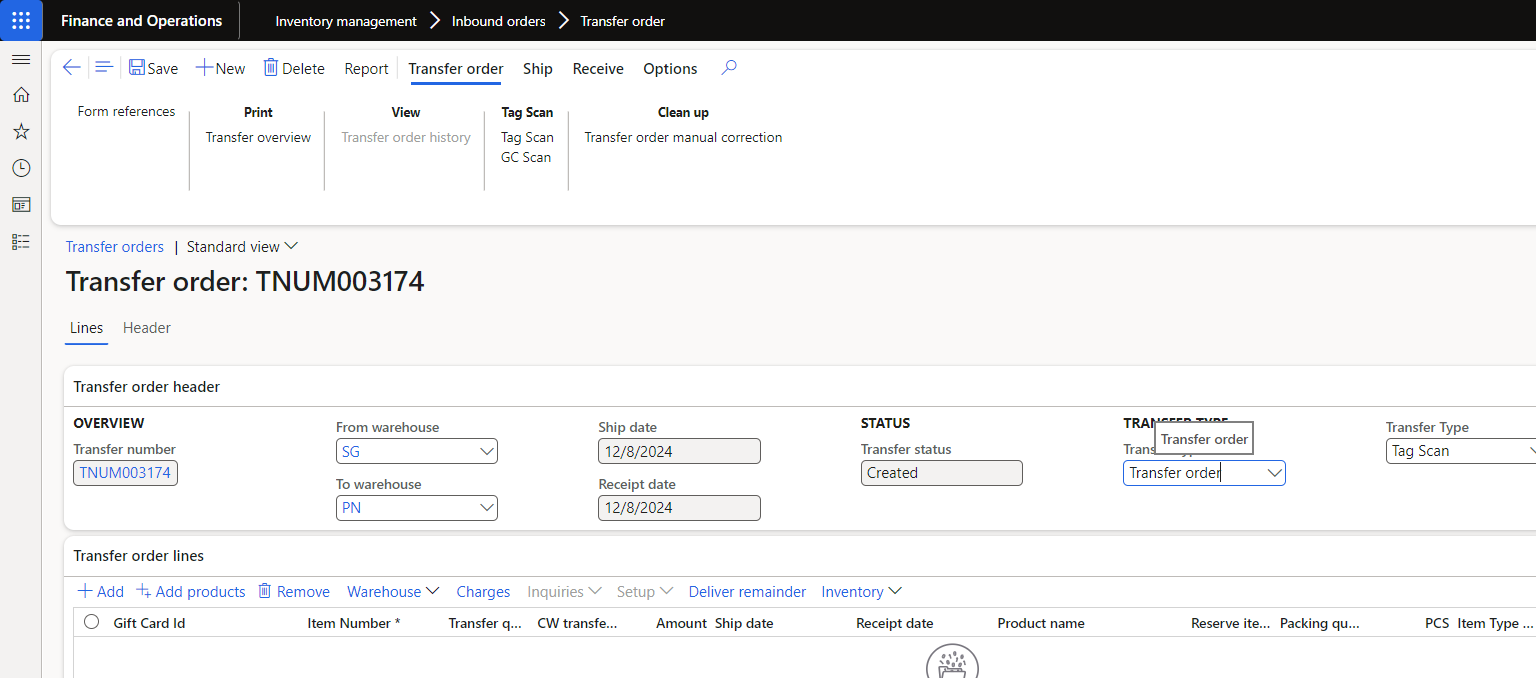 Finance and Operations
Inventory management
Inbound orders
Transfer order
Save
New
Delete
Report
Transfer order
Ship
Receive
Options
Form references
Print
Transfer overview
View
Transfer order history
Tag Scan
Tag Scan
GC Scan
Clean up
Transfer order manual correction
Transfer orders | Standard view
Transfer order: TNUM003174
Lines
Header
Transfer order header
OVERVIEW
Transfer number
TNUM003174
From warehouse
SG
To warehouse
PN
Ship date
12/8/2024
Receipt date
12/8/2024
STATUS
Transfer status
Created
Transfer order
Transfer order
Transfer Type
Tag Scan
Transfer order lines
Add
Add products
Remove
Warehouse
Charges
Inquiries
Setup
Deliver remainder
Inventory
Gift Card Id
Item Number *
Transfer q...
CW transfe...
Amount
Ship date
Receipt date
Product name
Reserve ite...
Packing qu...
PCS
Item Type ...